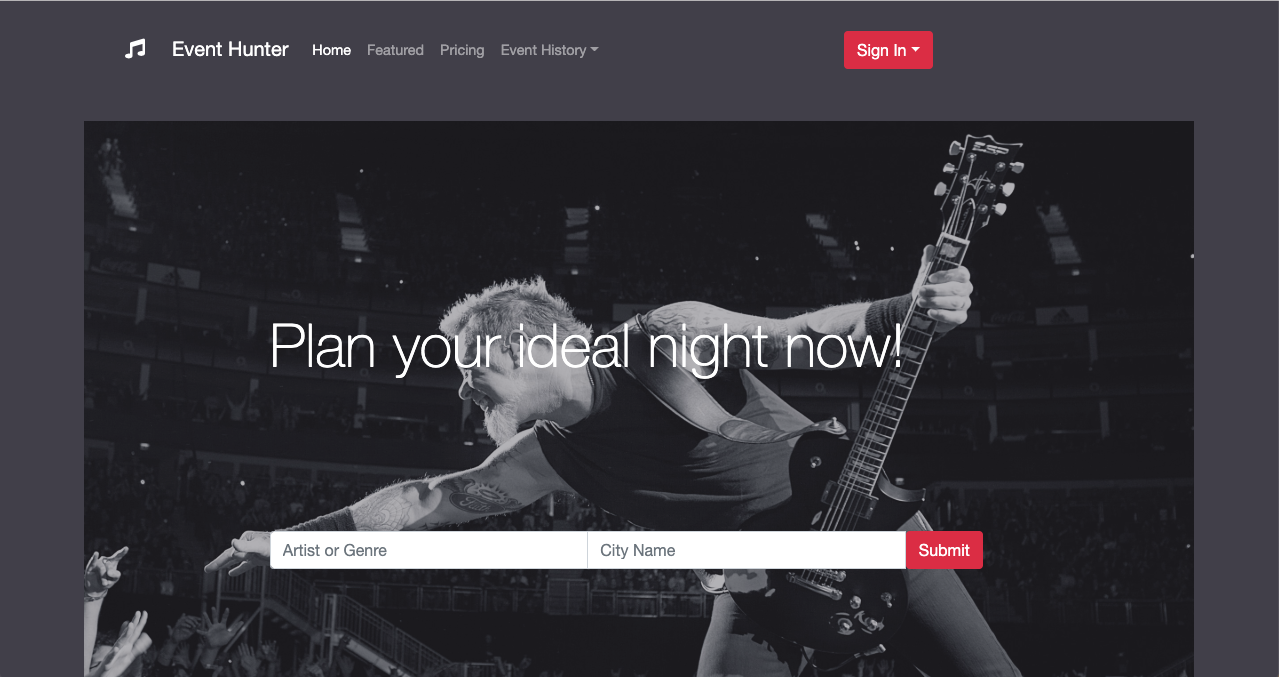 Event Hunter Home Featured Pricing Event History Sign In
ESP
Plan your ideal night now!
Artist or Genre City Name Submit